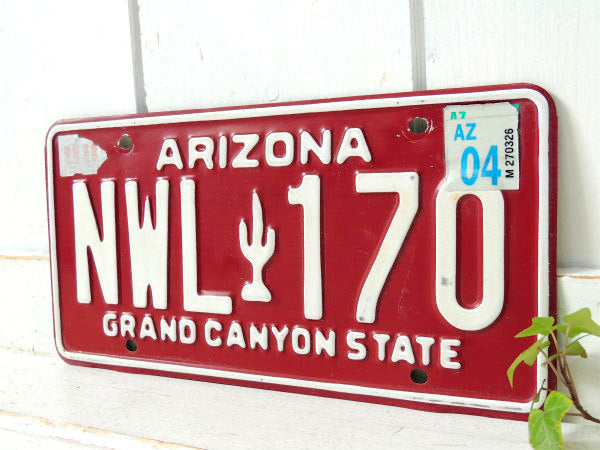 ARIZONA
AZ
AZ
04
M 270326
NWL 170
GRAND CANYON STATE